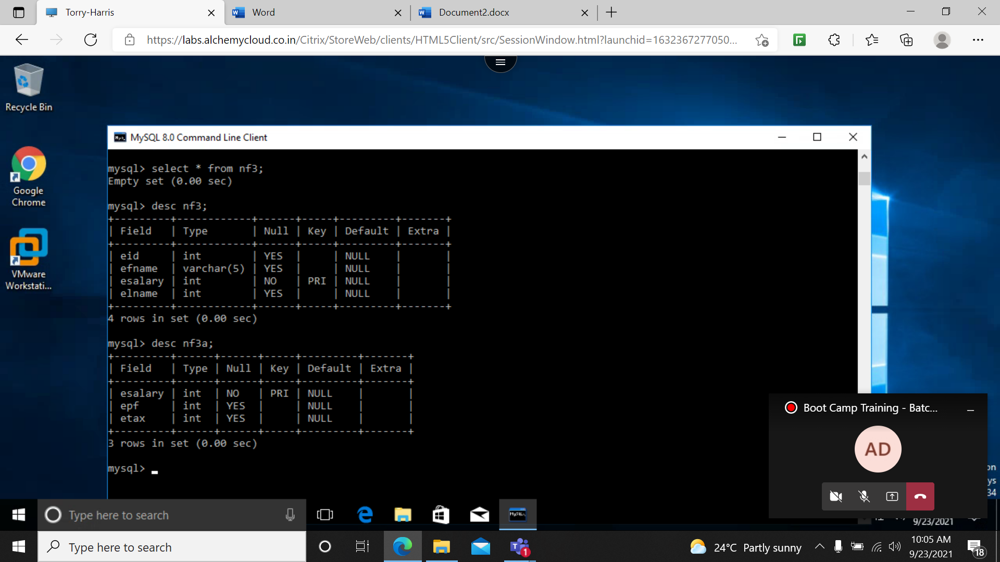 Torry-Harris
Word
Document2.docx
https://labs.alchemycloud.co.in/Citrix/StoreWeb/clients/HTML5Client/src/SessionWindow.html?launchid=1632367277050...
Recycle Bin
Google
Chrome
VMware
Workstati...
MySQL 8.0 Command Line Client
mysql> select * from nf3;
Empty set (0.00 sec)
mysql> desc nf3;
+---------+------------+------+-----+---------+-------+
| Field   | Type       | Null | Key | Default | Extra |
+---------+------------+------+-----+---------+-------+
| eid     | int        | YES  |     | NULL    |       |
| efname  | varchar(5) | YES  |     | NULL    |       |
| esalary | int        | NO   | PRI | NULL    |       |
| elname  | int        | YES  |     | NULL    |       |
+---------+------------+------+-----+---------+-------+
4 rows in set (0.00 sec)
mysql> desc nf3a;
+---------+------+------+-----+---------+-------+
| Field   | Type | Null | Key | Default | Extra |
+---------+------+------+-----+---------+-------+
| esalary | int  | NO   | PRI | NULL    |       |
| epf     | int  | YES  |     | NULL    |       |
| etax    | int  | YES  |     | NULL    |       |
+---------+------+------+-----+---------+-------+
3 rows in set (0.00 sec)
mysql> _
Boot Camp Training - Batc...
AD
on
ys
34
Type here to search
MySQL
9/23/2021
Type here to search
T 1
24°C Partly sunny
10:05 AM
9/23/2021
18